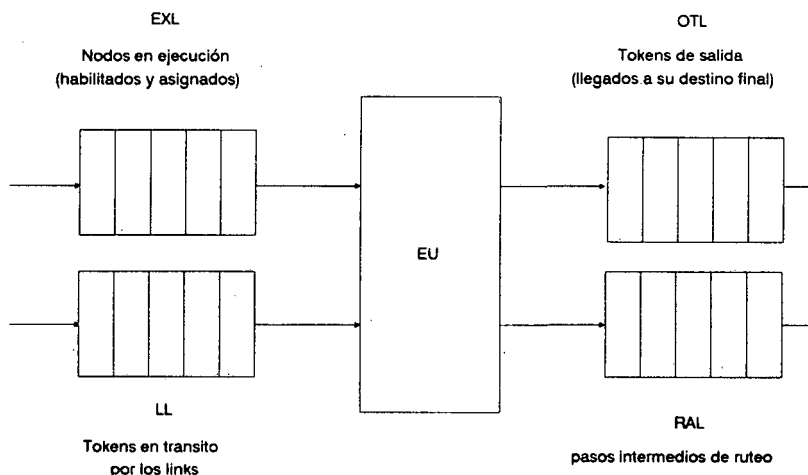 EXL
Nodos en ejecución
(habilitados y asignados)
OTL
Tokens de salida
(llegados a su destino final)
EU
LL
Tokens en transito
por los links
RAL
pasos intermedios de ruteo